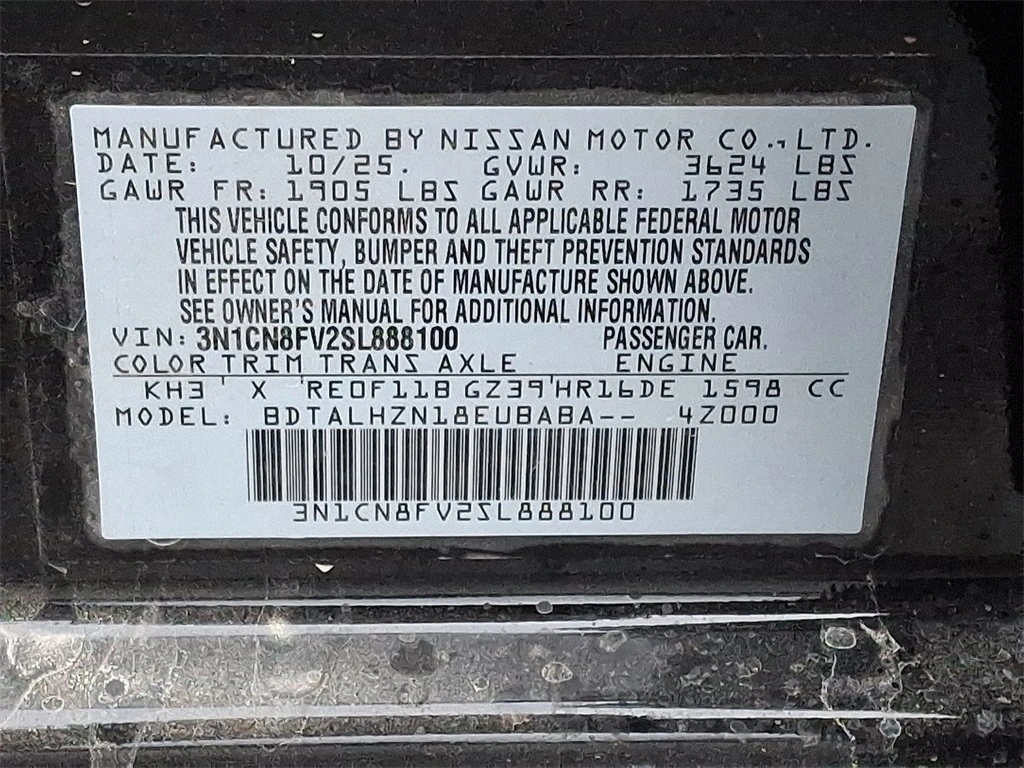 MANUFACTURED BY NISSAN MOTOR CO.,LTD.
DATE: 10/25. GVWR: 3624 LBS
GAWR FR: 1905 LBS GAWR RR: 1735 LBS
THIS VEHICLE CONFORMS TO ALL APPLICABLE FEDERAL MOTOR
VEHICLE SAFETY, BUMPER AND THEFT PREVENTION STANDARDS
IN EFFECT ON THE DATE OF MANUFACTURE SHOWN ABOVE.
SEE OWNER'S MANUAL FOR ADDITIONAL INFORMATION.
VIN: 3N1CN8FV2SL888100 PASSENGER CAR.
COLOR TRIM TRANS AXLE ENGINE
KH3 ' X 'RE0F11B GZ39'HR16DE 1598 CC
MODEL: BDTALHZN18EUBABA-- 4Z000
3N1CN8FV2SL888100